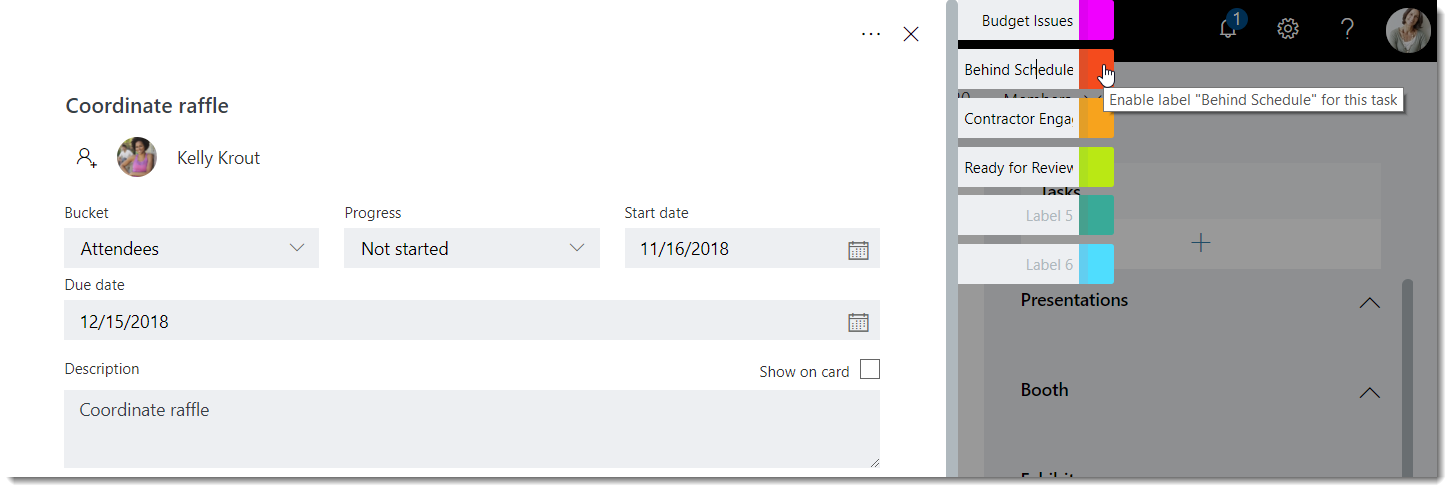 Budget Issues
1
Behind Schedule
Enable label "Behind Schedule" for this task
Coordinate raffle
Contractor Enga
Kelly Krout
Ready for Review
Tasks
Bucket
Progress
Start date
Label 5
Attendees
Not started
11/16/2018
Label 6
Due date
12/15/2018
Presentations
Description
Show on card
Booth
Coordinate raffle